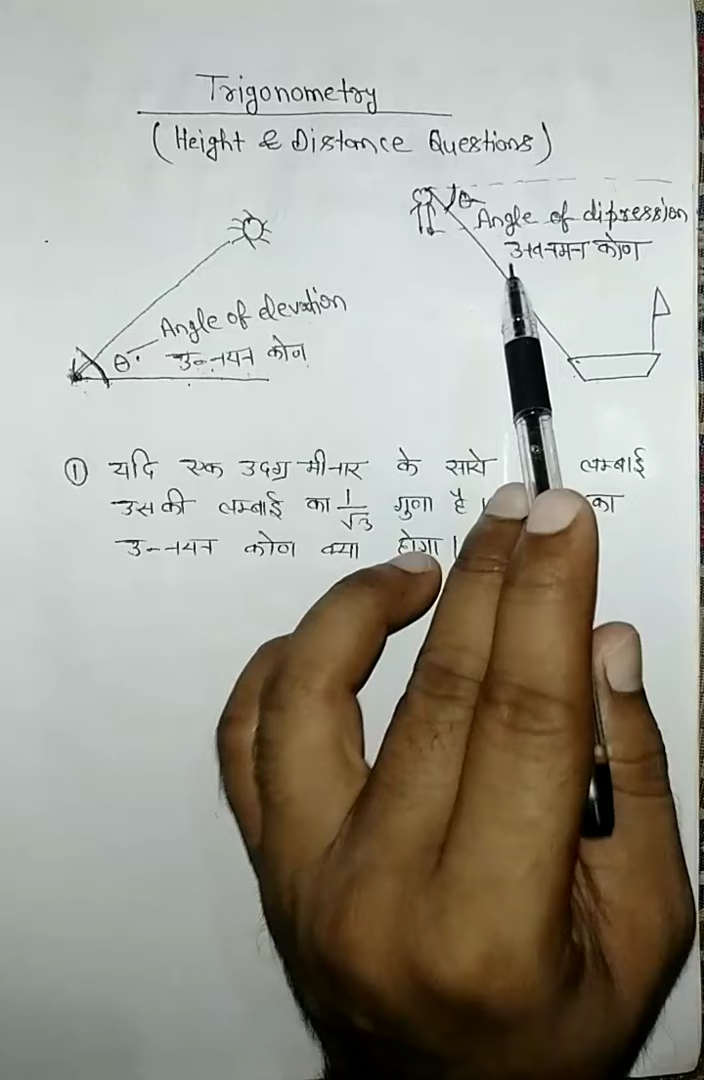 Trigonometry
(Height & Distance Questions)
θ
Angle of dipression
अवनमन कोण
Angle of elevation
θ
उन्नयन कोण
① यदि एक उदग्र मीनार के साये लम्बाई
उसकी लम्बाई का 1/√3 गुना है। का
उन्नयन कोण क्या होगा।